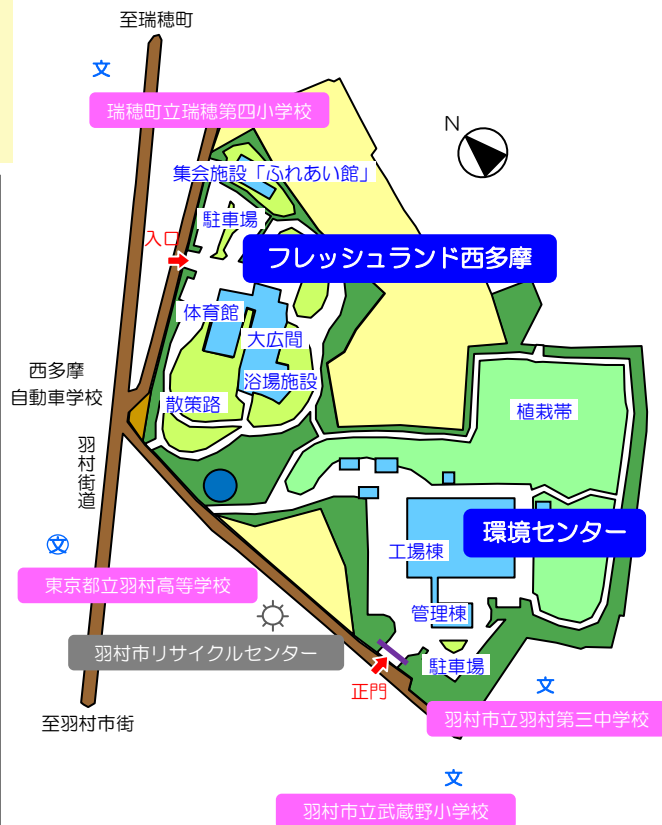 至瑞穂町
文
瑞穂町立瑞穂第四小学校
N
集会施設「ふれあい館」
駐車場
入口
フレッシュランド西多摩
体育館
大広間
浴場施設
西多摩
自動車学校
散策路
植栽帯
羽村街道
環境センター
文
工場棟
東京都立羽村高等学校
管理棟
羽村市リサイクルセンター
駐車場
正門
文
羽村市立羽村第三中学校
至羽村市街
文
羽村市立武蔵野小学校